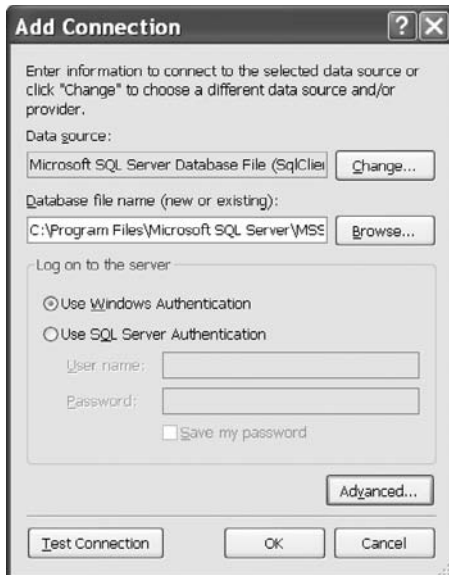 Add Connection
Enter information to connect to the selected data source or
click "Change" to choose a different data source and/or
provider.
Data source:
Microsoft SQL Server Database File (SqlClien
Change...
Database file name (new or existing):
C:\Program Files\Microsoft SQL Server\MSS
Browse...
Log on to the server
Use Windows Authentication
Use SQL Server Authentication
User name:
Password:
Save my password
Advanced...
Test Connection
OK
Cancel